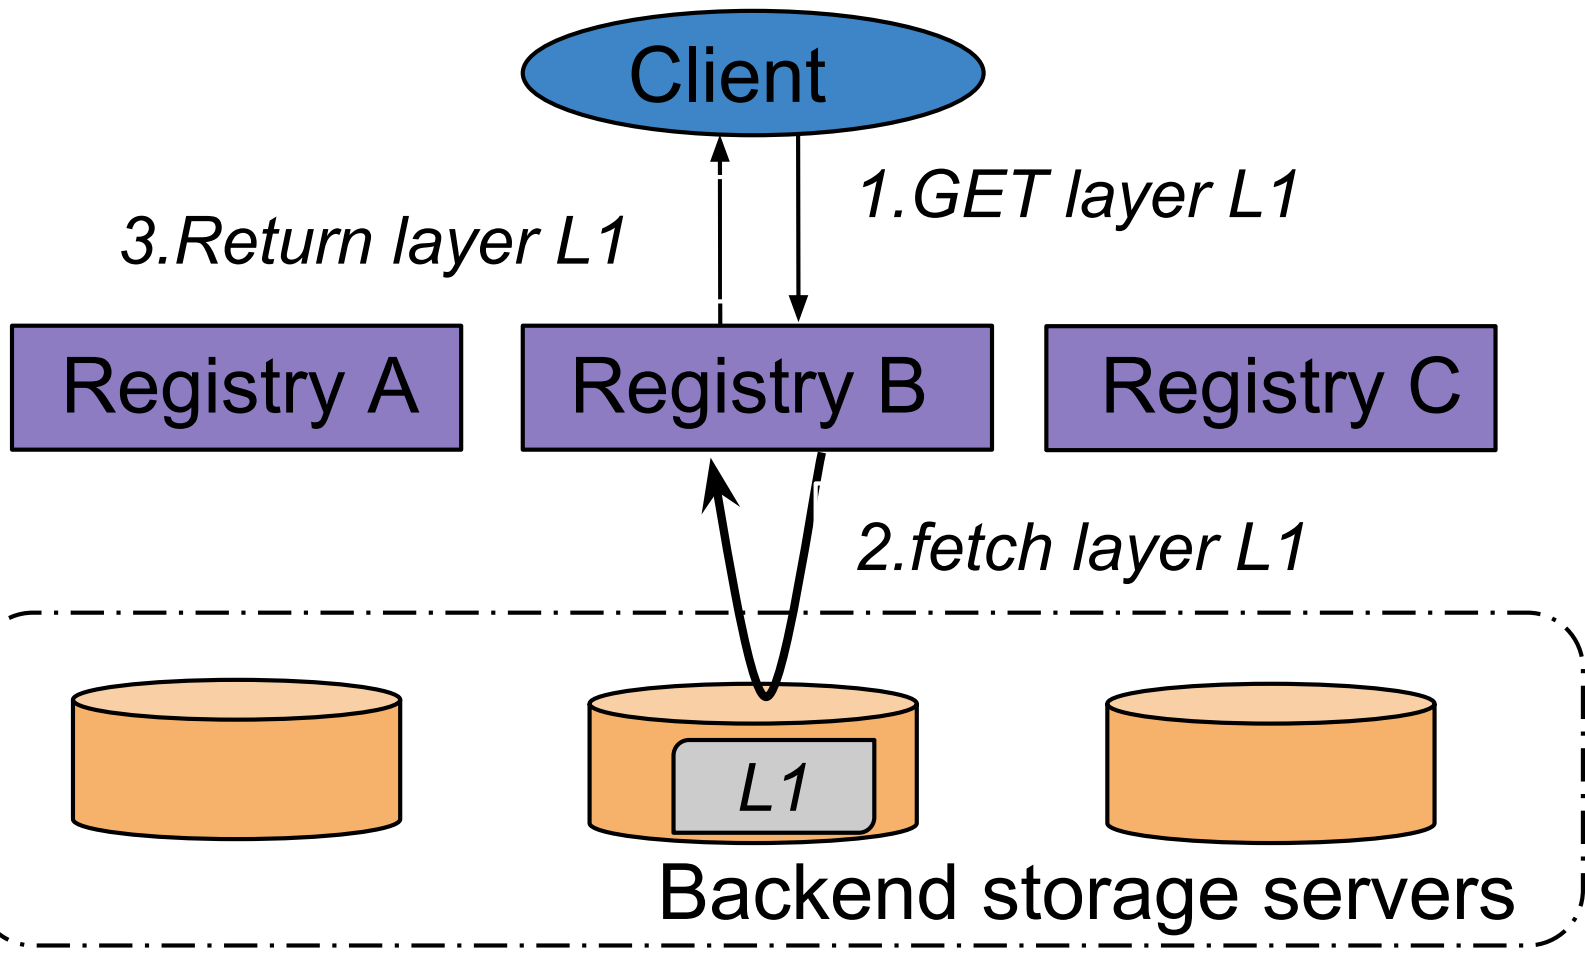 Client
1.GET layer L1
3.Return layer L1
Registry A
Registry B
Registry C
2.fetch layer L1
L1
Backend storage servers